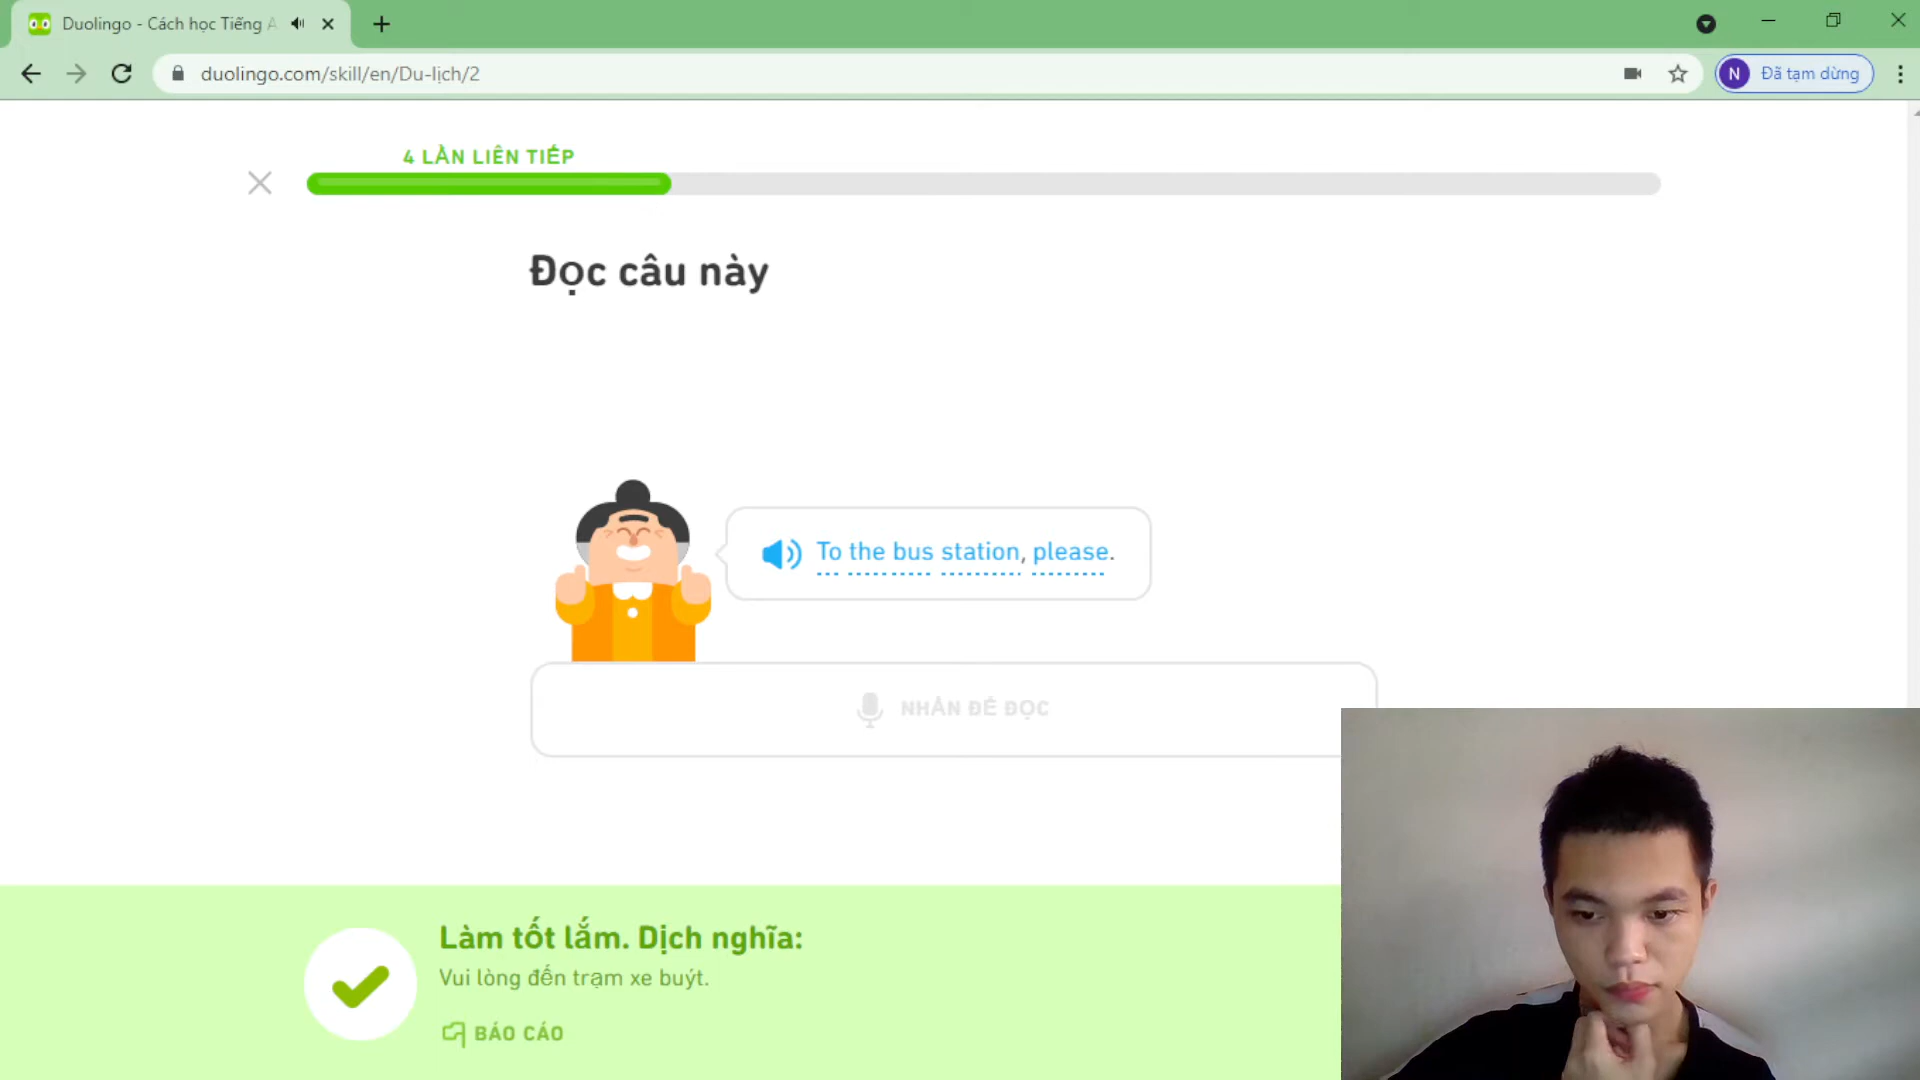 Duolingo - Cách học Tiếng A
duolingo.com/skill/en/Du-lịch/2
N Đã tạm dừng
4 LẦN LIÊN TIẾP
Đọc câu này
To the bus station, please.
NHẤN ĐỂ ĐỌC
Làm tốt lắm. Dịch nghĩa:
Vui lòng đến trạm xe buýt.
BÁO CÁO